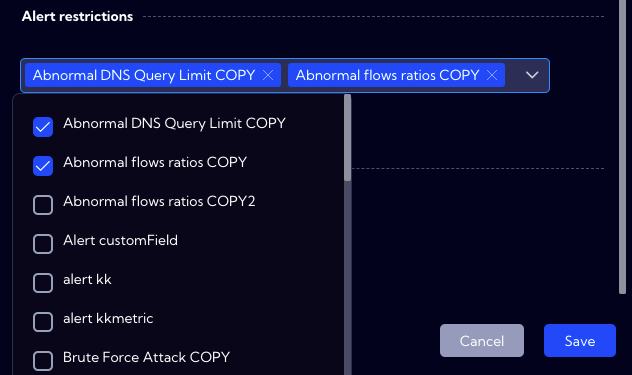 Alert restrictions
Abnormal DNS Query Limit COPY Abnormal flows ratios COPY
Abnormal DNS Query Limit COPY
Abnormal flows ratios COPY
Abnormal flows ratios COPY2
Alert customField
alert kk
alert kkmetric
Cancel Save
Brute Force Attack COPY